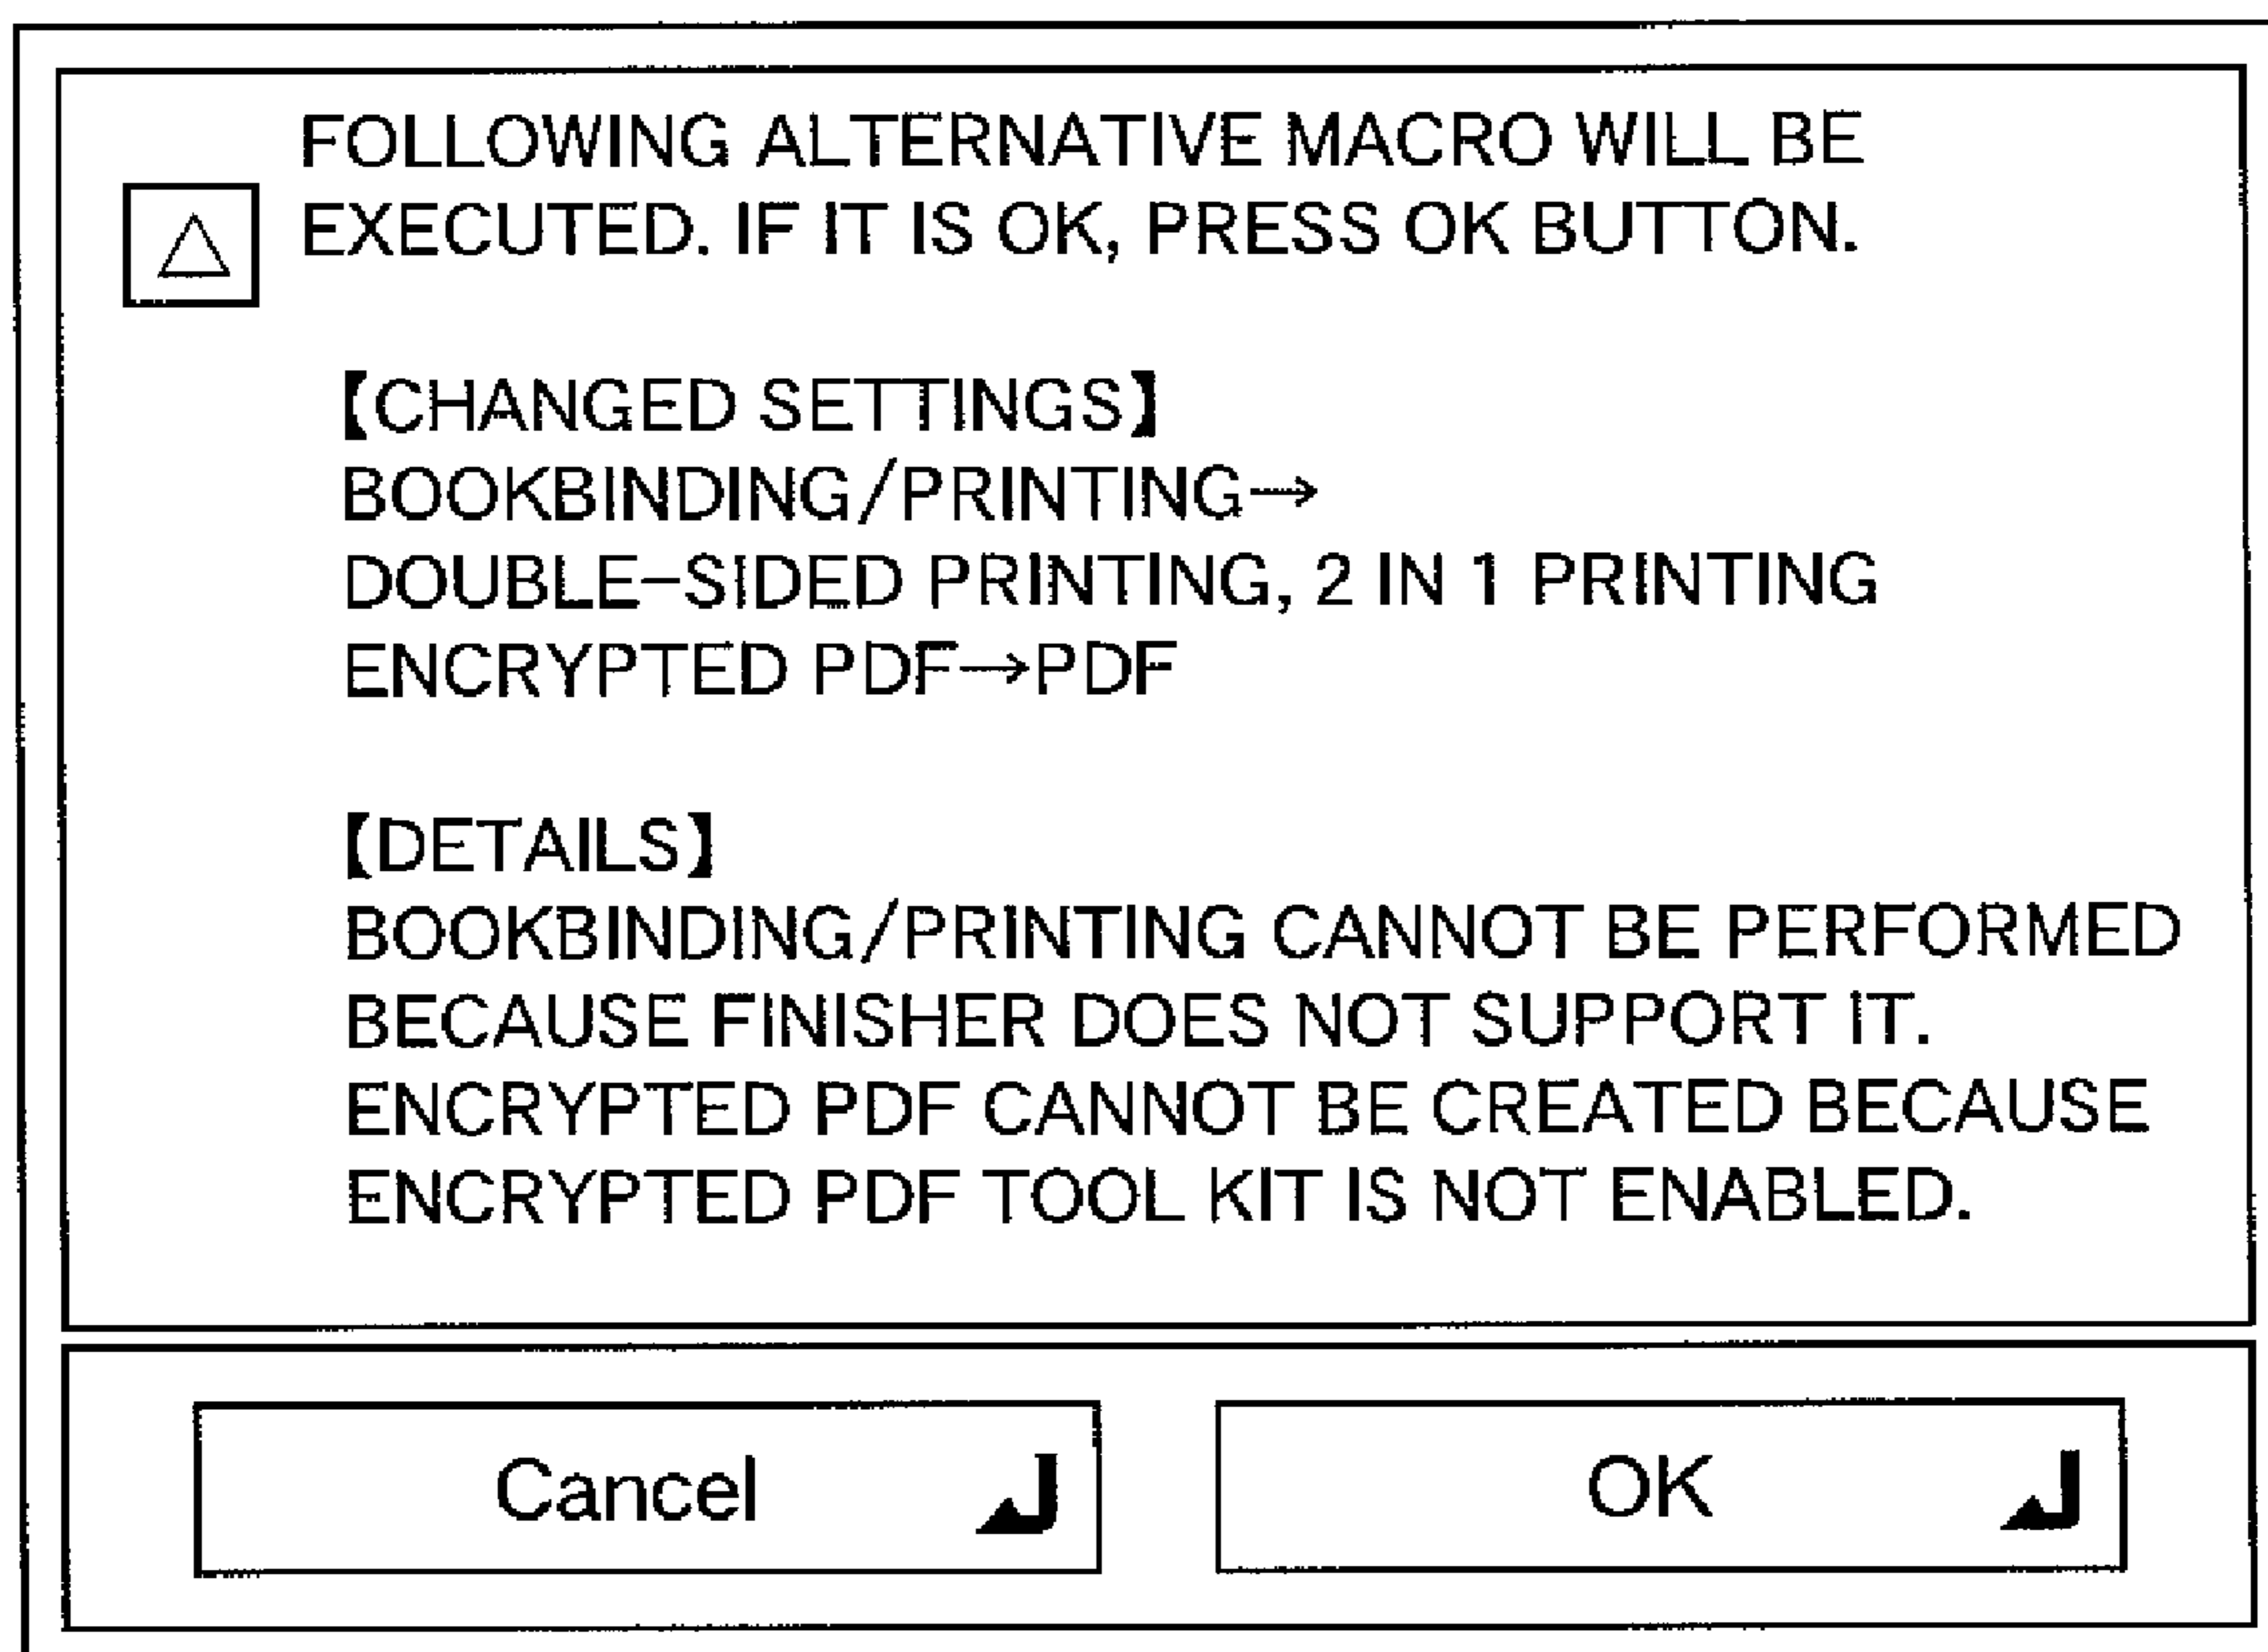 FOLLOWING ALTERNATIVE MACRO WILL BE
EXECUTED. IF IT IS OK, PRESS OK BUTTON.
【CHANGED SETTINGS】
BOOKBINDING/PRINTING→
DOUBLE-SIDED PRINTING, 2 IN 1 PRINTING
ENCRYPTED PDF→PDF
【DETAILS】
BOOKBINDING/PRINTING CANNOT BE PERFORMED
BECAUSE FINISHER DOES NOT SUPPORT IT.
ENCRYPTED PDF CANNOT BE CREATED BECAUSE
ENCRYPTED PDF TOOL KIT IS NOT ENABLED.
Cancel
OK